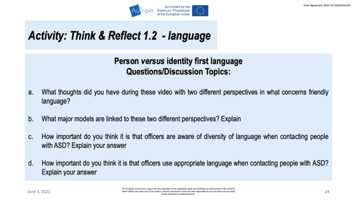 Co-funded by the
Erasmus+ Programme
of the European Union
Activity: Think & Reflect 1.2 - language
Person versus identity first language
Questions/Discussion Topics:
a. What thoughts did you have during these video with two different perspectives in what concerns friendly
language?
b. What major models are linked to these two different perspectives? Explain
c. How important do you think it is that officers are aware of diversity of language when contacting people
with ASD? Explain your answer
d. How important do you think it is that officers use appropriate language when contacting people with ASD?
Explain your answer
June 3, 2021
24